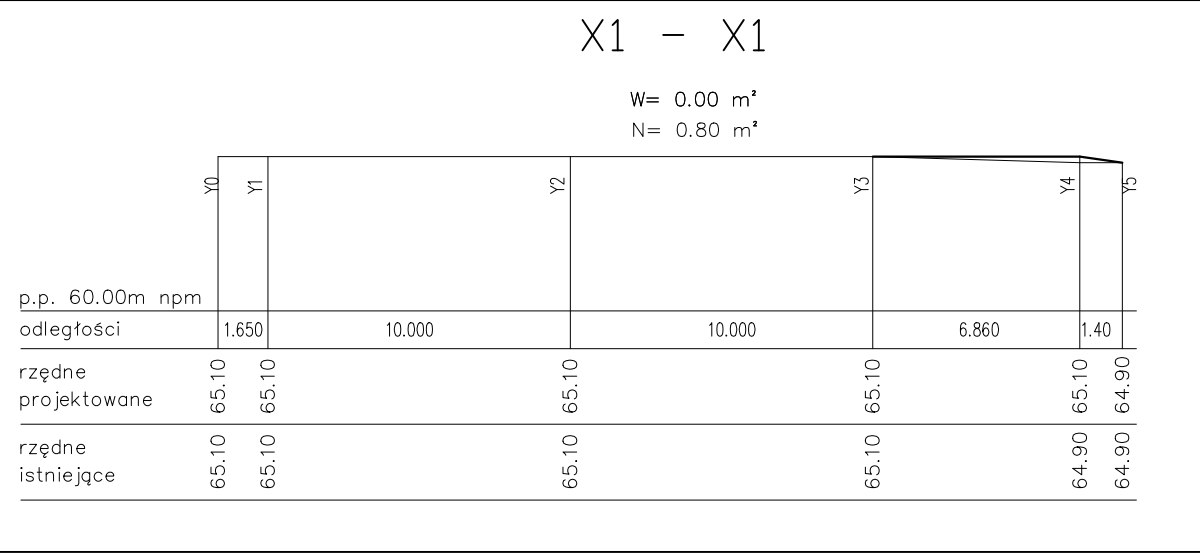 X1 - X1
W= 0.00 m²
N= 0.80 m²
Y0 Y1 Y2 Y3 Y4 Y5
p.p. 60.00m npm
odległości 1.650 10.000 10.000 6.860 1.40
rzędne
projektowane 65.10 65.10 65.10 65.10 65.10 64.90
rzędne
istniejące 65.10 65.10 65.10 65.10 64.90 64.90